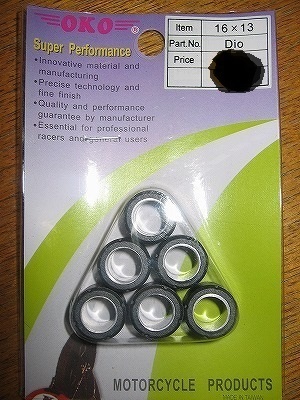 OKO ®
Super Performance
• Innovative material and
manufacturing
• Precise technology and
fine finish
• Quality and performance
guarantee by manufacturer
• Essential for professional
racers and general users
Item 16×13
Part.No. Dio
Price
MOTORCYCLE PRODUCTS
MADE IN TAIWAN